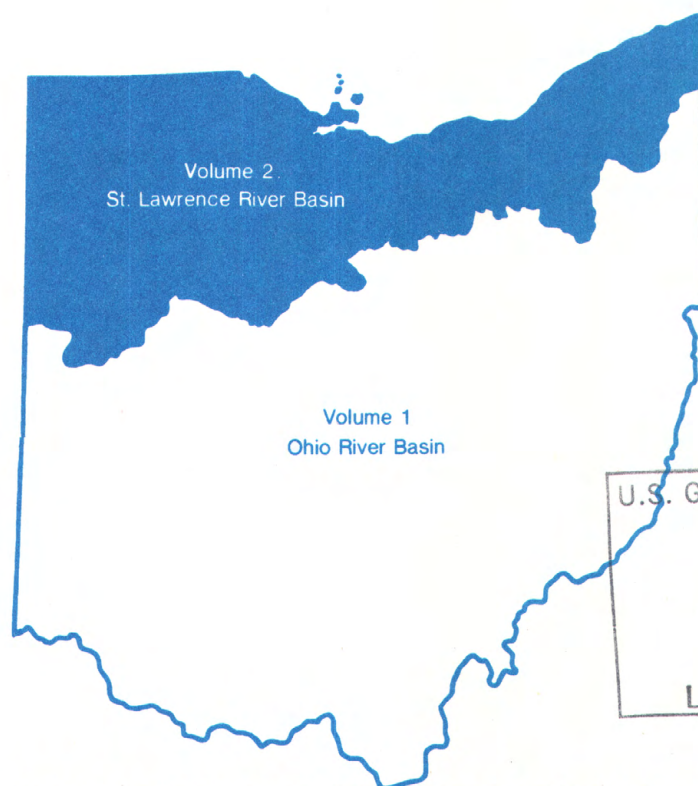 Volume 2
St. Lawrence River Basin
Volume 1
Ohio River Basin
U.S. G
L